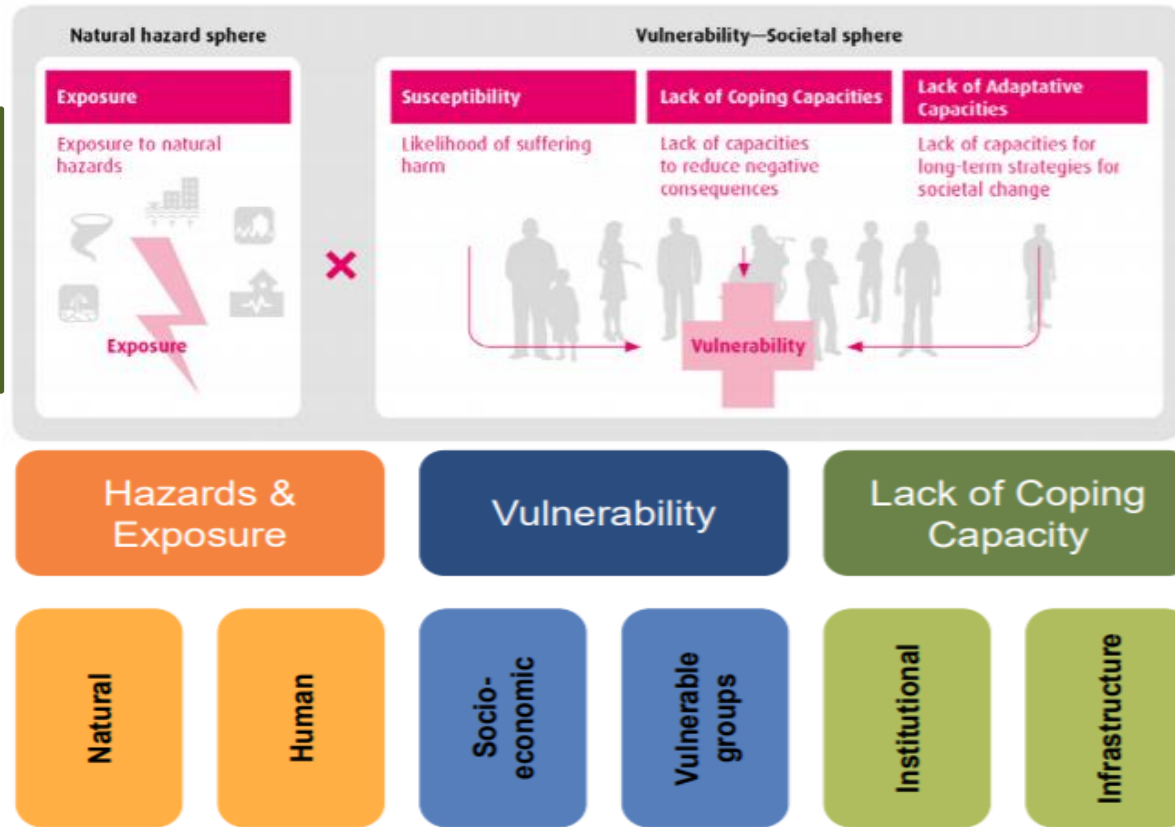 Natural hazard sphere
Vulnerability—Societal sphere
Exposure
Exposure to natural
hazards
Exposure
Susceptibility
Likelihood of suffering
harm
Lack of Coping Capacities
Lack of capacities
to reduce negative
consequences
Lack of Adaptative
Capacities
Lack of capacities for
long-term strategies for
societal change
×
Vulnerability
Hazards &
Exposure
Vulnerability
Lack of Coping
Capacity
Natural
Human
Socio-
economic
Vulnerable
groups
Institutional
Infrastructure